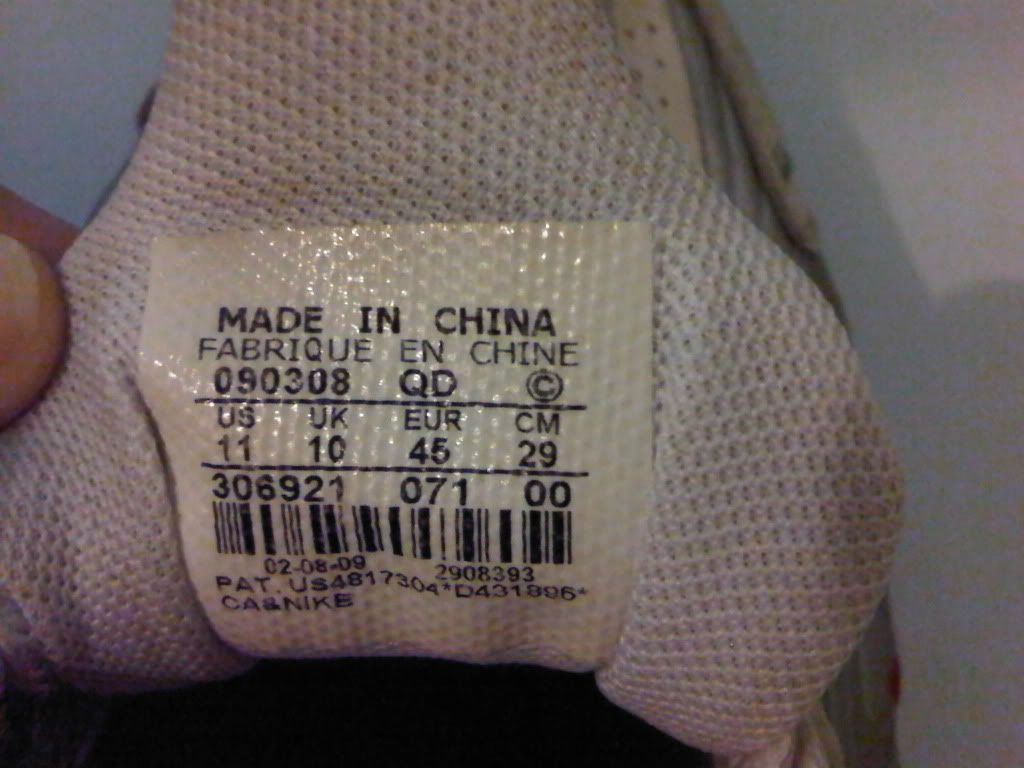 MADE IN CHINA
FABRIQUE EN CHINE
090308 QD ©
US UK EUR CM
11 10 45 29
306921 071 00
02-08-09 2908393
PAT. US4817304*D431896*
CA&NIKE